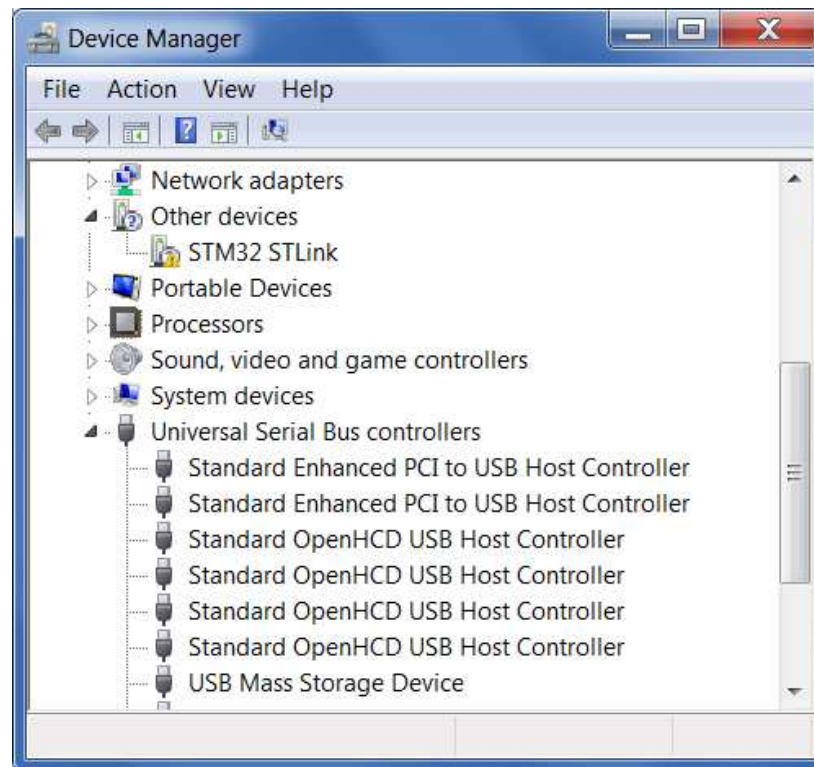 Device Manager
File Action View Help
Network adapters
Other devices
STM32 STLink
Portable Devices
Processors
Sound, video and game controllers
System devices
Universal Serial Bus controllers
Standard Enhanced PCI to USB Host Controller
Standard Enhanced PCI to USB Host Controller
Standard OpenHCD USB Host Controller
Standard OpenHCD USB Host Controller
Standard OpenHCD USB Host Controller
Standard OpenHCD USB Host Controller
USB Mass Storage Device